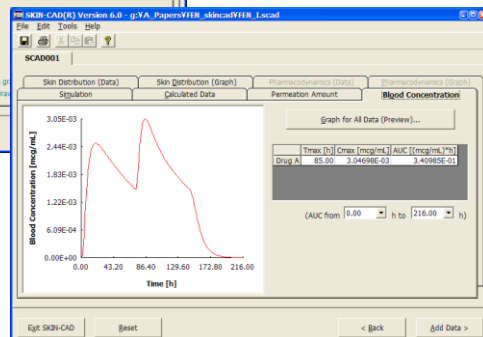 SKIN-CAD(R) Version 6.0 - g:¥A_Papers¥FEN_skincad¥FEN_I.scad
File Edit Tools Help
SCAD001
Skin Distribution (Data) Skin Distribution (Graph) Pharmacodynamics (Data) Pharmacodynamics (Graph)
Simulation Calculated Data Permeation Amount Blood Concentration
Blood Concentration [mcg/mL]
3.05E-03
2.44E-03
1.83E-03
1.22E-03
6.09E-04
0.00E+00
0.00 43.20 86.40 129.60 172.80 216.00
Time [h]
Graph for All Data (Preview)...
Tmax [h] Cmax [mcg/mL] AUC [(mcg/mL)*h]
Drug A 85.00 3.04698E-03 3.40985E-01
(AUC from 0.00 h to 216.00 h)
Exit SKIN-CAD Reset < Back Add Data >